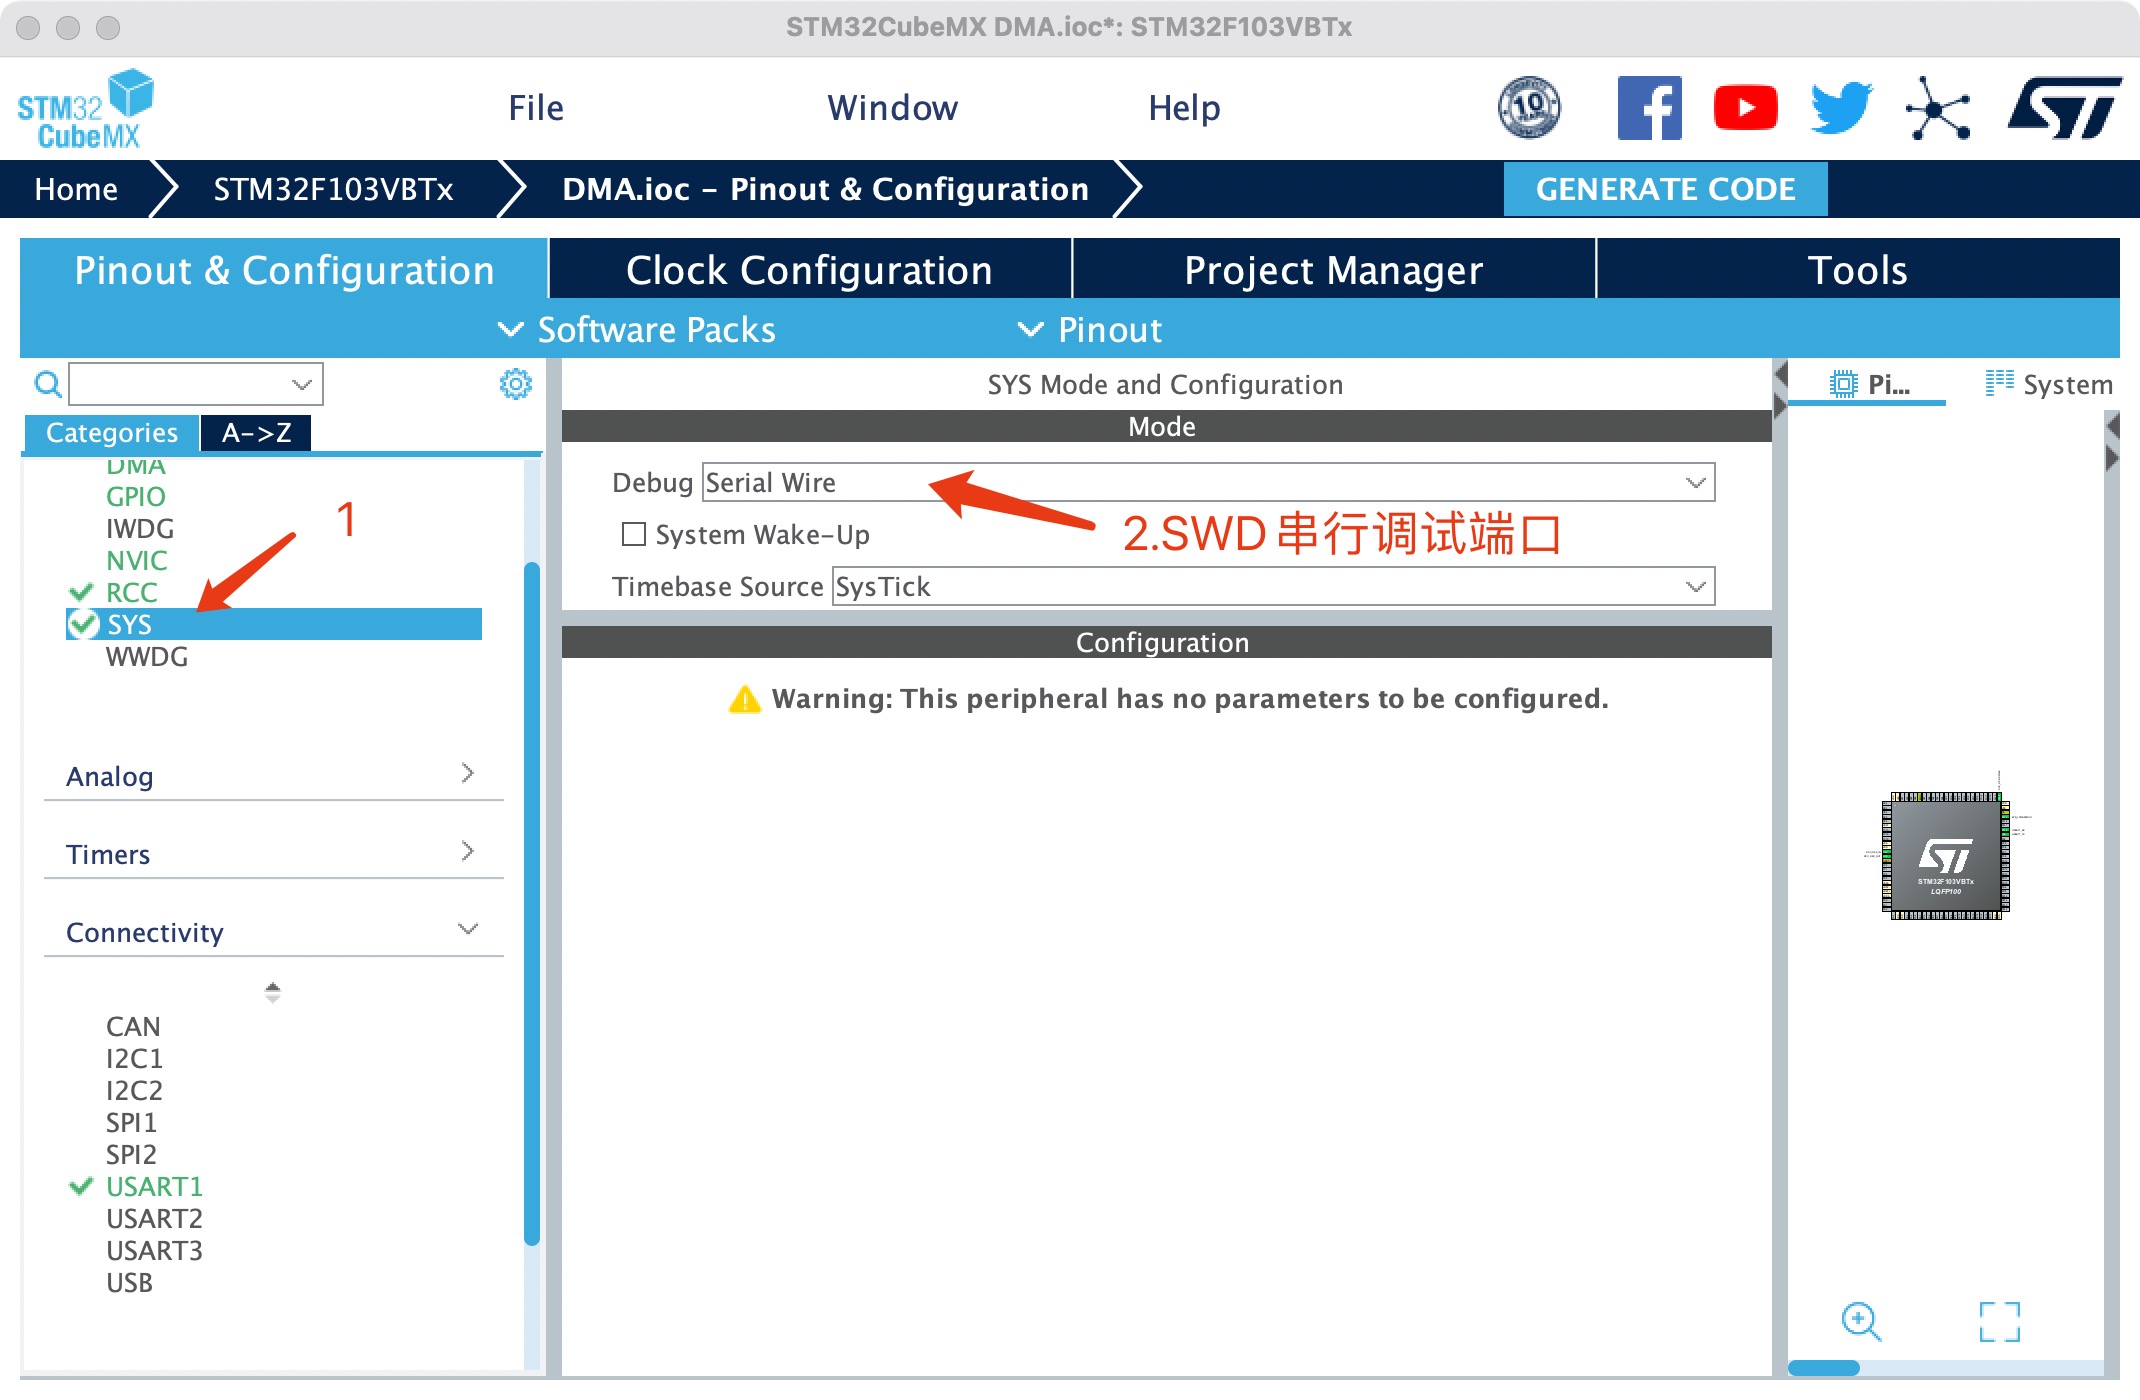 STM32CubeMX DMA.ioc*: STM32F103VBTx
STM32
CubeMX
File
Window
Help
10
ST
Home
STM32F103VBTx
DMA.ioc - Pinout & Configuration
GENERATE CODE
Pinout & Configuration
Clock Configuration
Project Manager
Tools
Software Packs
Pinout
Categories
A->Z
DMA
GPIO
IWDG
NVIC
RCC
SYS
WWDG
1
Analog
Timers
Connectivity
CAN
I2C1
I2C2
SPI1
SPI2
USART1
USART2
USART3
USB
SYS Mode and Configuration
Mode
Debug Serial Wire
System Wake-Up
2.SWD串行调试端口
Timebase Source SysTick
Configuration
Warning: This peripheral has no parameters to be configured.
Pi...
System
ST
STM32F103VBTx
LQFP100